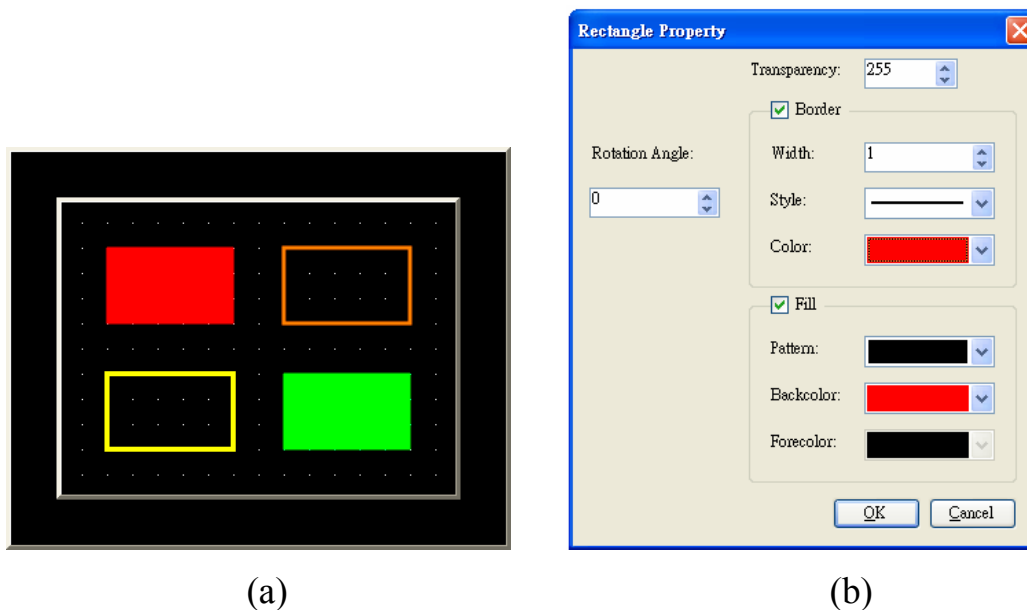 Rectangle Property
Transparency: 255
Border
Rotation Angle:
0
Width: 1
Style:
Color:
Fill
Pattern:
Backcolor:
Forecolor:
OK Cancel
(a) (b)